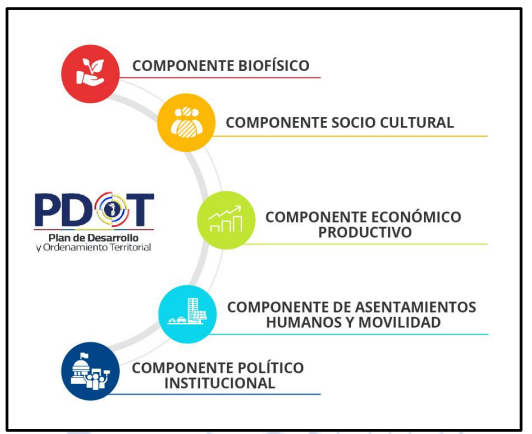 COMPONENTE BIOFÍSICO
COMPONENTE SOCIO CULTURAL
PDOT
Plan de Desarrollo
y Ordenamiento Territorial
COMPONENTE ECONÓMICO
PRODUCTIVO
COMPONENTE DE ASENTAMIENTOS
HUMANOS Y MOVILIDAD
COMPONENTE POLÍTICO
INSTITUCIONAL